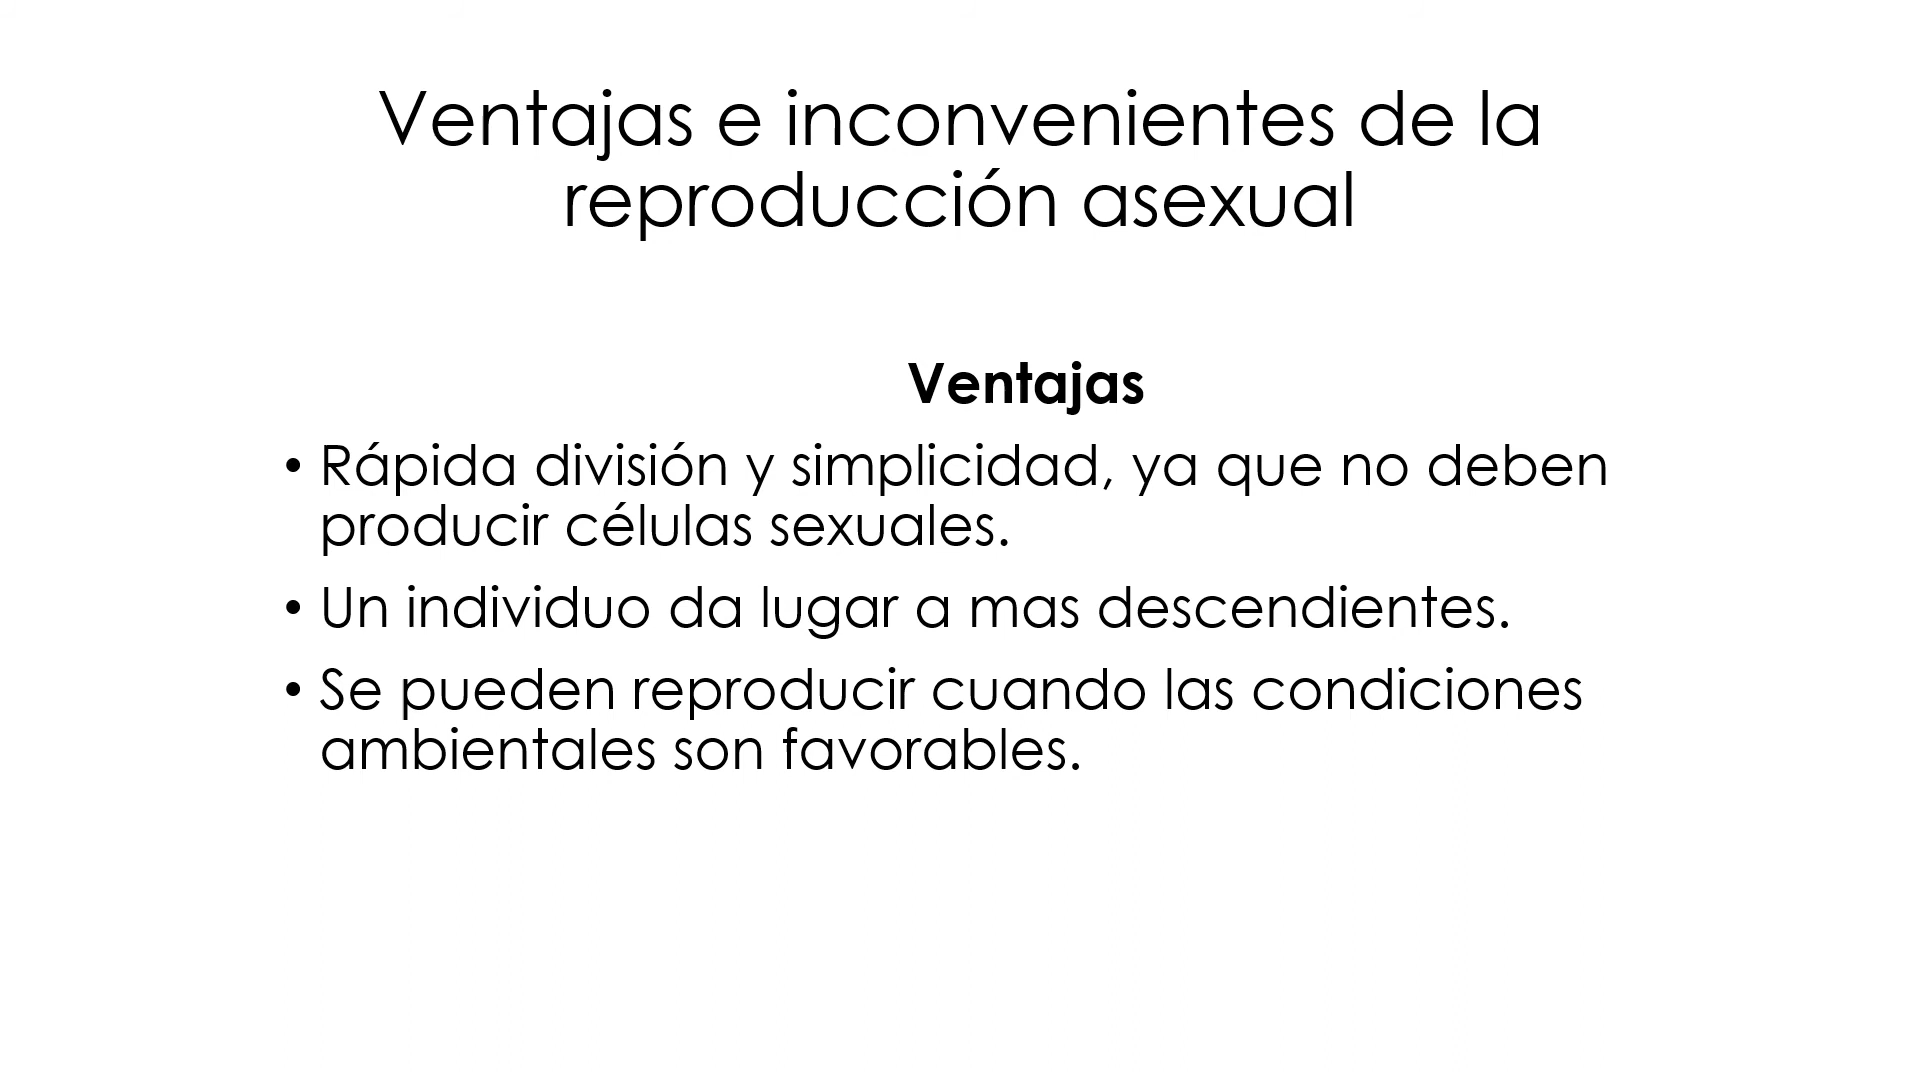 Ventajas e inconvenientes de la
reproducción asexual
Ventajas
• Rápida división y simplicidad, ya que no deben
producir células sexuales.
• Un individuo da lugar a mas descendientes.
• Se pueden reproducir cuando las condiciones
ambientales son favorables.